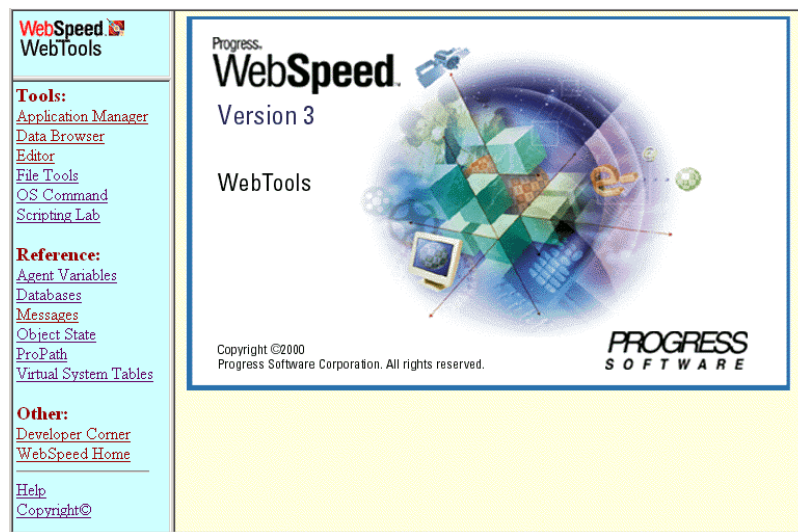 WebSpeed.
WebTools
Tools:
Application Manager
Data Browser
Editor
File Tools
OS Command
Scripting Lab
Reference:
Agent Variables
Databases
Messages
Object State
ProPath
Virtual System Tables
Other:
Developer Corner
WebSpeed Home
Help
Copyright©
Progress.
WebSpeed.
Version 3
WebTools
Copyright ©2000
Progress Software Corporation. All rights reserved.
PROGRESS
SOFTWARE